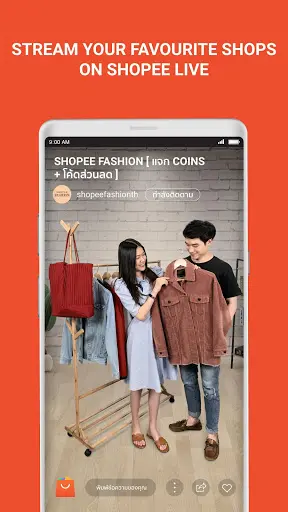 STREAM YOUR FAVOURITE SHOPS
ON SHOPEE LIVE
9:00 AM
SHOPEE FASHION [ แจก COINS
+ โค้ดส่วนลด ]
shopeefashionth
กำลังติดตาม
พิมพ์ข้อความของคุณ